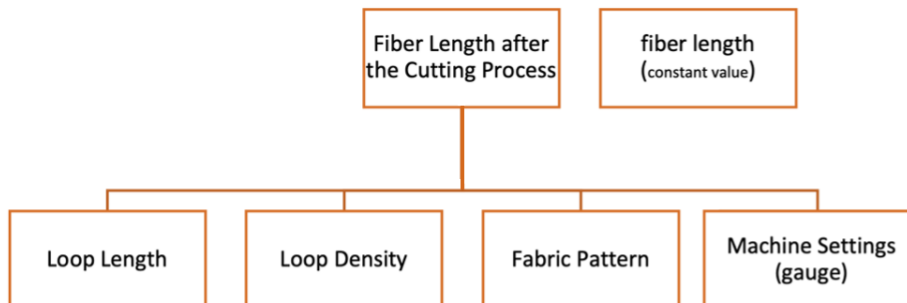 Fiber Length after
the Cutting Process
fiber length
(constant value)
Loop Length
Loop Density
Fabric Pattern
Machine Settings
(gauge)